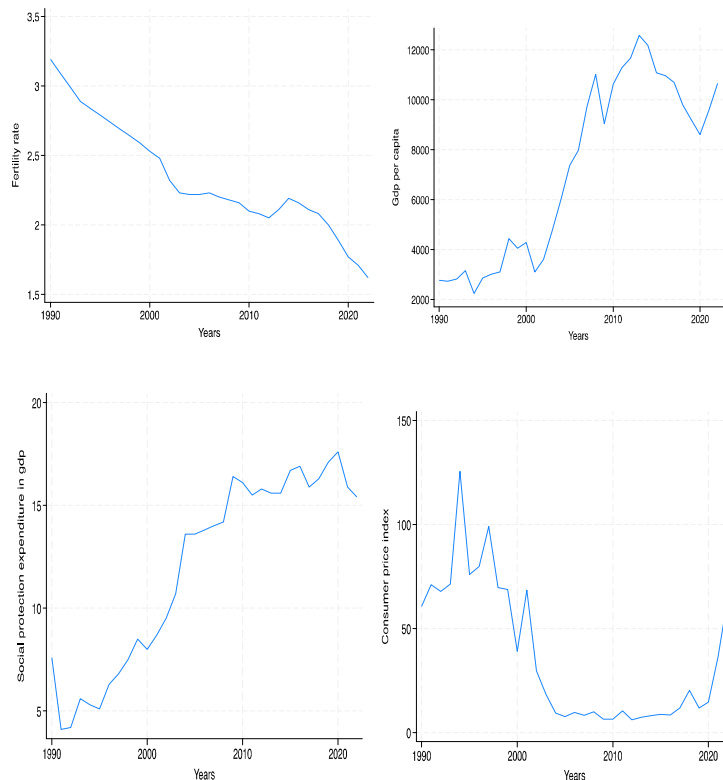 Fertility rate
3,5
3
2,5
2
1,5
1990 2000 2010 2020
Years
Gdp per capita
12000
10000
8000
6000
4000
2000
1990 2000 2010 2020
Years
Social protection expenditure in gdp
20
15
10
5
1990 2000 2010 2020
Years
Consumer price index
150
100
50
0
1990 2000 2010 2020
Years